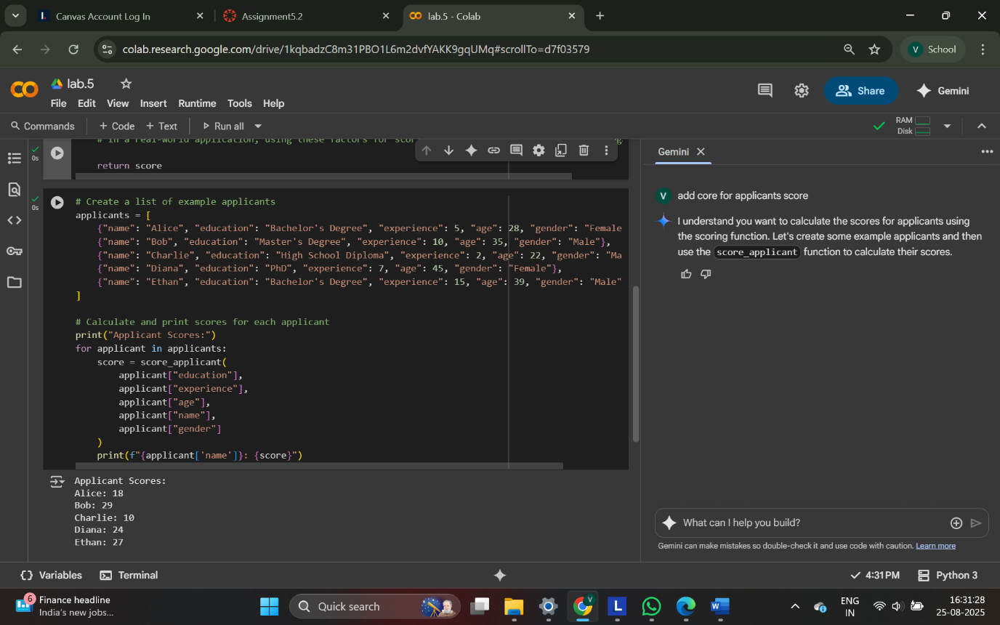 Canvas Account Log In
Assignment5.2
lab.5 - Colab
colab.research.google.com/drive/1kqbadzC8m31PBO1L6m2dvfYAKK9gqUMq#scrollTo=d7f03579
V School
lab.5
File Edit View Insert Runtime Tools Help
Share
Gemini
Commands + Code + Text Run all
RAM
Disk
0s
# In a real-world application, using these factors for
return score
0s
# Create a list of example applicants
applicants = [
{"name": "Alice", "education": "Bachelor's Degree", "experience": 5, "age": 28, "gender": "Female
{"name": "Bob", "education": "Master's Degree", "experience": 10, "age": 35, "gender": "Male"},
{"name": "Charlie", "education": "High School Diploma", "experience": 2, "age": 22, "gender": "Ma
{"name": "Diana", "education": "PhD", "experience": 7, "age": 45, "gender": "Female"},
{"name": "Ethan", "education": "Bachelor's Degree", "experience": 15, "age": 39, "gender": "Male"
]
# Calculate and print scores for each applicant
print("Applicant Scores:")
for applicant in applicants:
score = score_applicant(
applicant["education"],
applicant["experience"],
applicant["age"],
applicant["name"],
applicant["gender"]
)
print(f"{applicant['name']}: {score}")
Applicant Scores:
Alice: 18
Bob: 29
Charlie: 10
Diana: 24
Ethan: 27
Gemini
V add core for applicants score
I understand you want to calculate the scores for applicants using
the scoring function. Let's create some example applicants and then
use the score_applicant function to calculate their scores.
What can I help you build?
Gemini can make mistakes so double-check it and use code with caution. Learn more
Variables Terminal
4:31 PM Python 3
6
Finance headline
India's new jobs...
Quick search
ENG
IN
16:31:28
25-08-2025